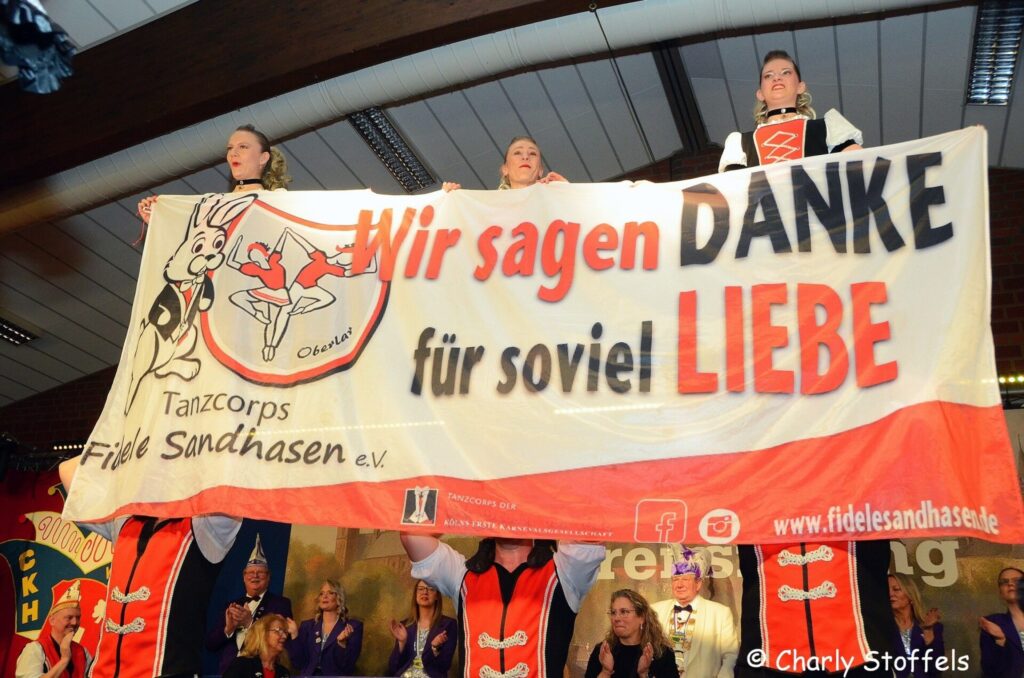 Wir sagen DANKE
für soviel LIEBE
Oberlar
Tanzcorps
Fidele Sandhasen e.V.
TANZCORPS DER
KÖLNS ERSTE KARNEVALSGESELLSCHAFT
f
www.fidelesandhasen.de
CKH
© Charly Stoffels